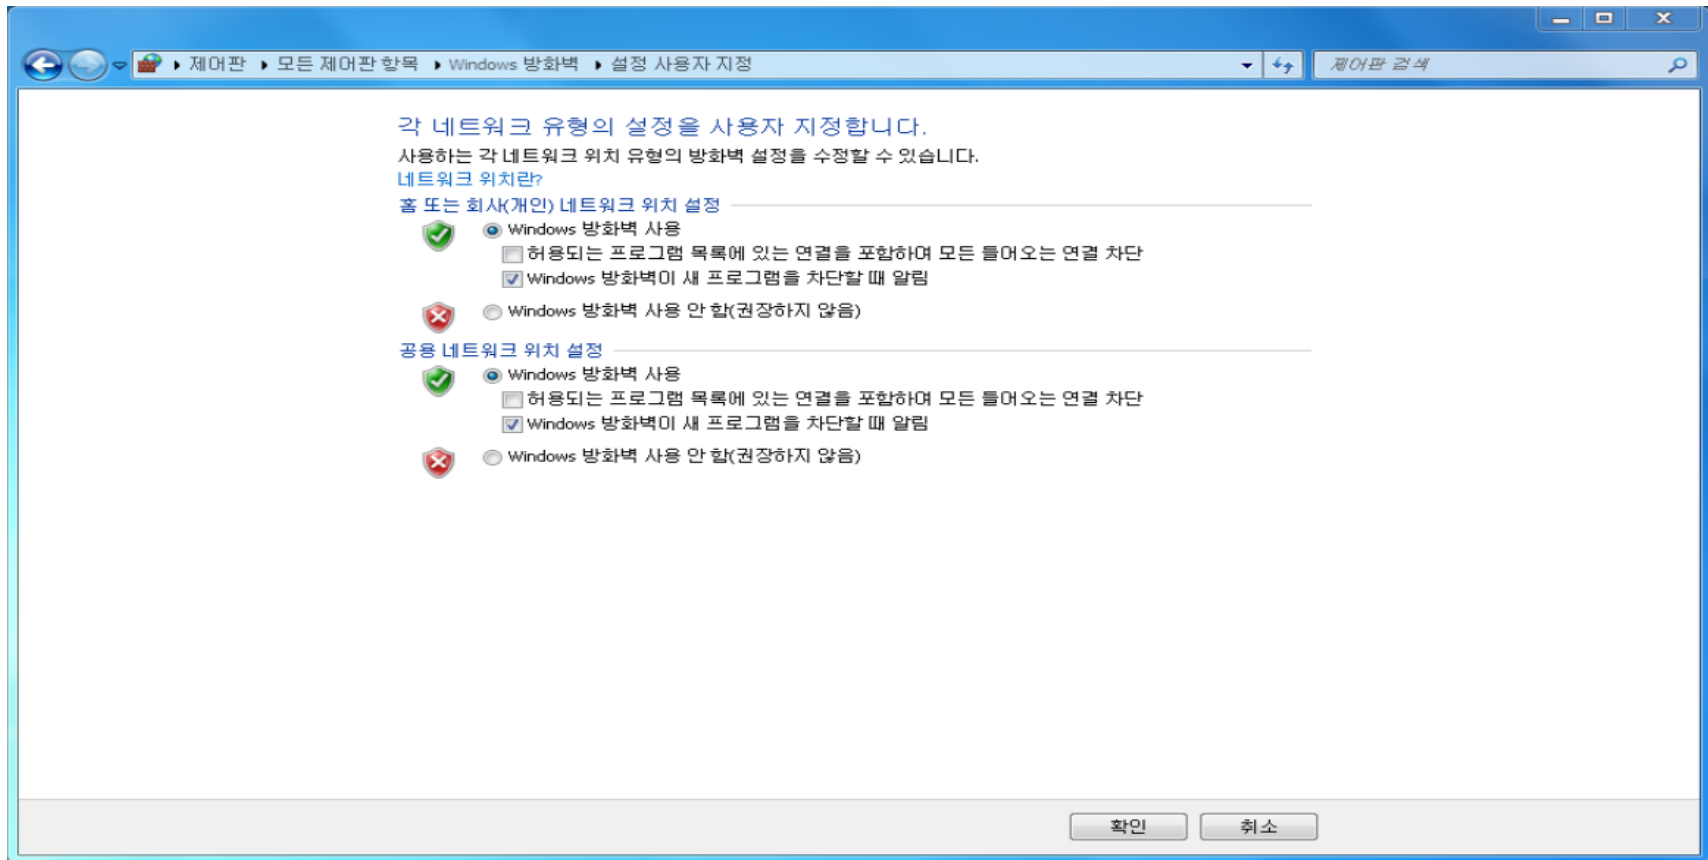 제어판 ▸ 모든 제어판 항목 ▸ Windows 방화벽 ▸ 설정 사용자 지정
제어판 검색
각 네트워크 유형의 설정을 사용자 지정합니다.
사용하는 각 네트워크 위치 유형의 방화벽 설정을 수정할 수 있습니다.
네트워크 위치란?
홈 또는 회사(개인) 네트워크 위치 설정
Windows 방화벽 사용
허용되는 프로그램 목록에 있는 연결을 포함하여 모든 들어오는 연결 차단
Windows 방화벽이 새 프로그램을 차단할 때 알림
Windows 방화벽 사용 안 함(권장하지 않음)
공용 네트워크 위치 설정
Windows 방화벽 사용
허용되는 프로그램 목록에 있는 연결을 포함하여 모든 들어오는 연결 차단
Windows 방화벽이 새 프로그램을 차단할 때 알림
Windows 방화벽 사용 안 함(권장하지 않음)
확인
취소